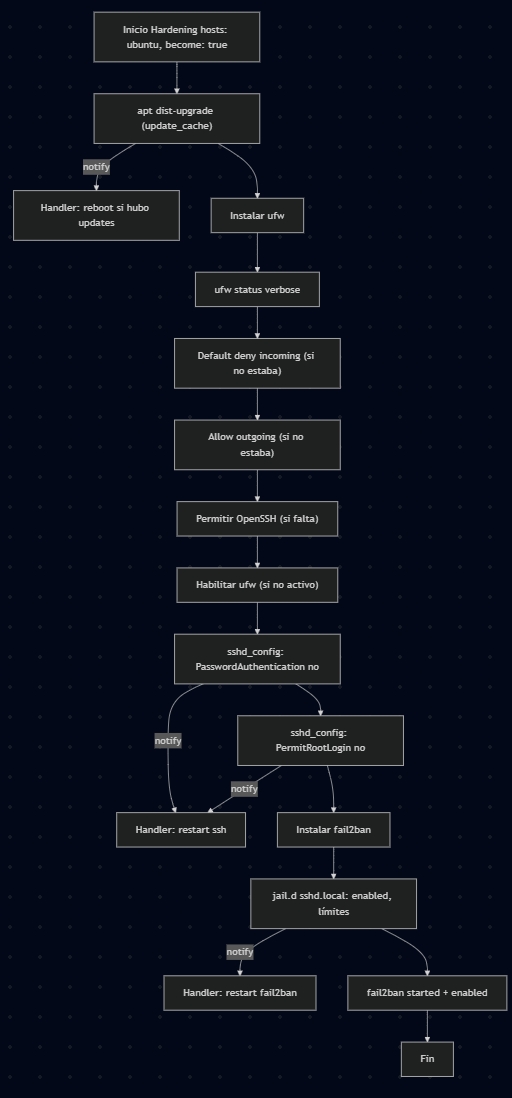 Inicio Hardening hosts:
ubuntu, become: true
apt dist-upgrade
(update_cache)
notify
Handler: reboot si hubo
updates
Instalar ufw
ufw status verbose
Default deny incoming (si
no estaba)
Allow outgoing (si no
estaba)
Permitir OpenSSH (si falta)
Habilitar ufw (si no activo)
sshd_config:
PasswordAuthentication no
notify
sshd_config:
PermitRootLogin no
notify
Handler: restart ssh
Instalar fail2ban
jail.d sshd.local: enabled,
límites
notify
Handler: restart fail2ban
fail2ban started + enabled
Fin